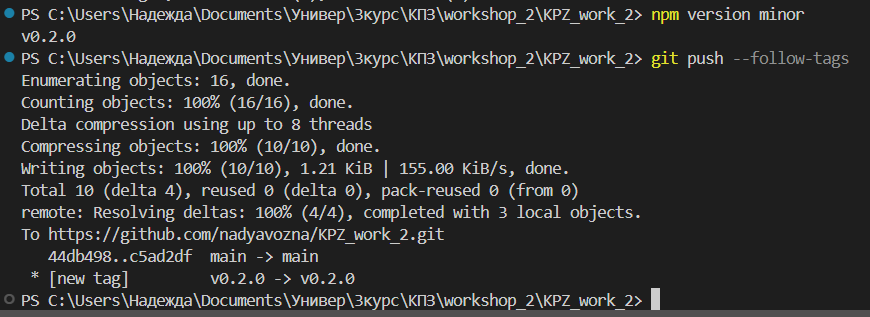 PS C:\Users\Надежда\Documents\Универ\3курс\КПЗ\workshop_2\KPZ_work_2> npm version minor
v0.2.0
PS C:\Users\Надежда\Documents\Универ\3курс\КПЗ\workshop_2\KPZ_work_2> git push --follow-tags
Enumerating objects: 16, done.
Counting objects: 100% (16/16), done.
Delta compression using up to 8 threads
Compressing objects: 100% (10/10), done.
Writing objects: 100% (10/10), 1.21 KiB | 155.00 KiB/s, done.
Total 10 (delta 4), reused 0 (delta 0), pack-reused 0 (from 0)
remote: Resolving deltas: 100% (4/4), completed with 3 local objects.
To https://github.com/nadyavozna/KPZ_work_2.git
   44db498..c5ad2df  main -> main
 * [new tag]         v0.2.0 -> v0.2.0
PS C:\Users\Надежда\Documents\Универ\3курс\КПЗ\workshop_2\KPZ_work_2>